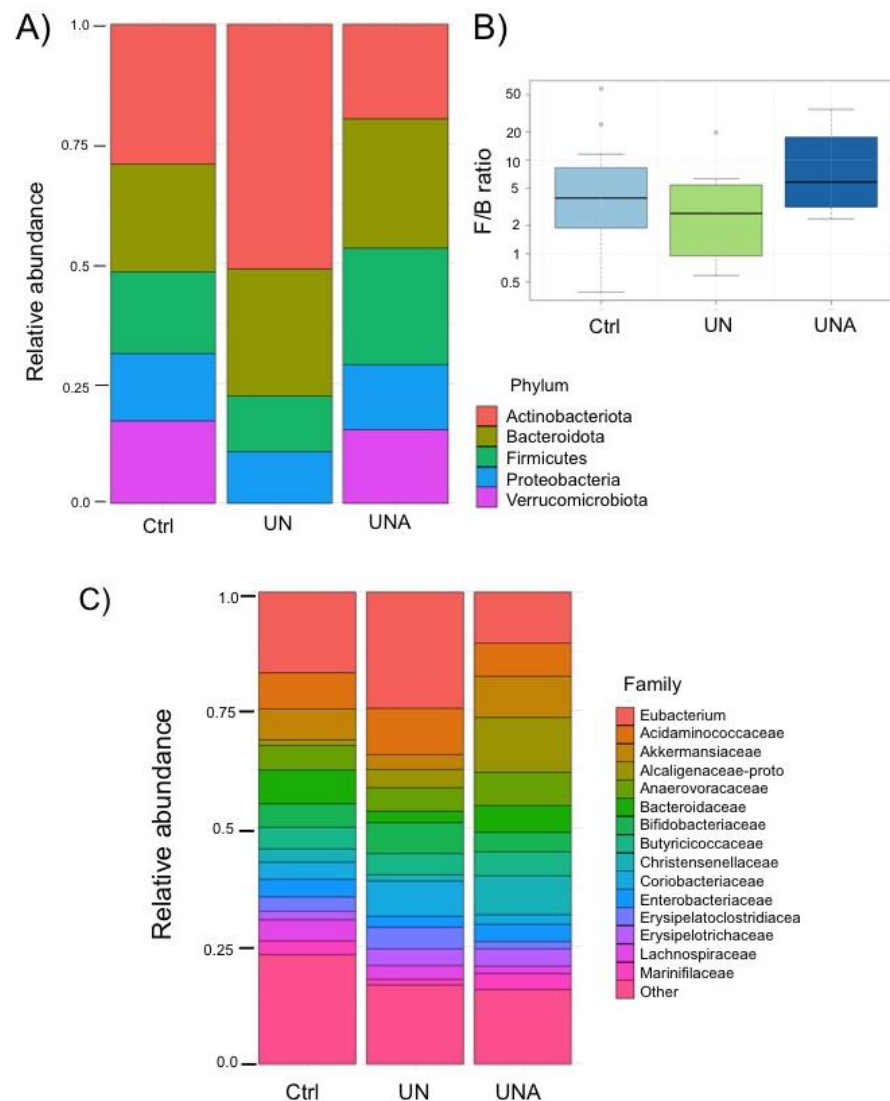 A)
1.0
0.75
0.5
0.25
0.0
Relative abundance
Ctrl
UN
UNA
B)
50
20
10
5
2
1
0.5
F/B ratio
Ctrl
UN
UNA
Phylum
Actinobacteriota
Bacteroidota
Firmicutes
Proteobacteria
Verrucomicrobiota
C)
1.0
0.75
0.5
0.25
0.0
Relative abundance
Ctrl
UN
UNA
Family
Eubacterium
Acidaminococcaceae
Akkermansiaceae
Alcaligenaceae-proto
Anaerovoracaceae
Bacteroidaceae
Bifidobacteriaceae
Butyricicoccaceae
Christensenellaceae
Coriobacteriaceae
Enterobacteriaceae
Erysipelatoclostridiacea
Erysipelotrichaceae
Lachnospiraceae
Marinifilaceae
Other